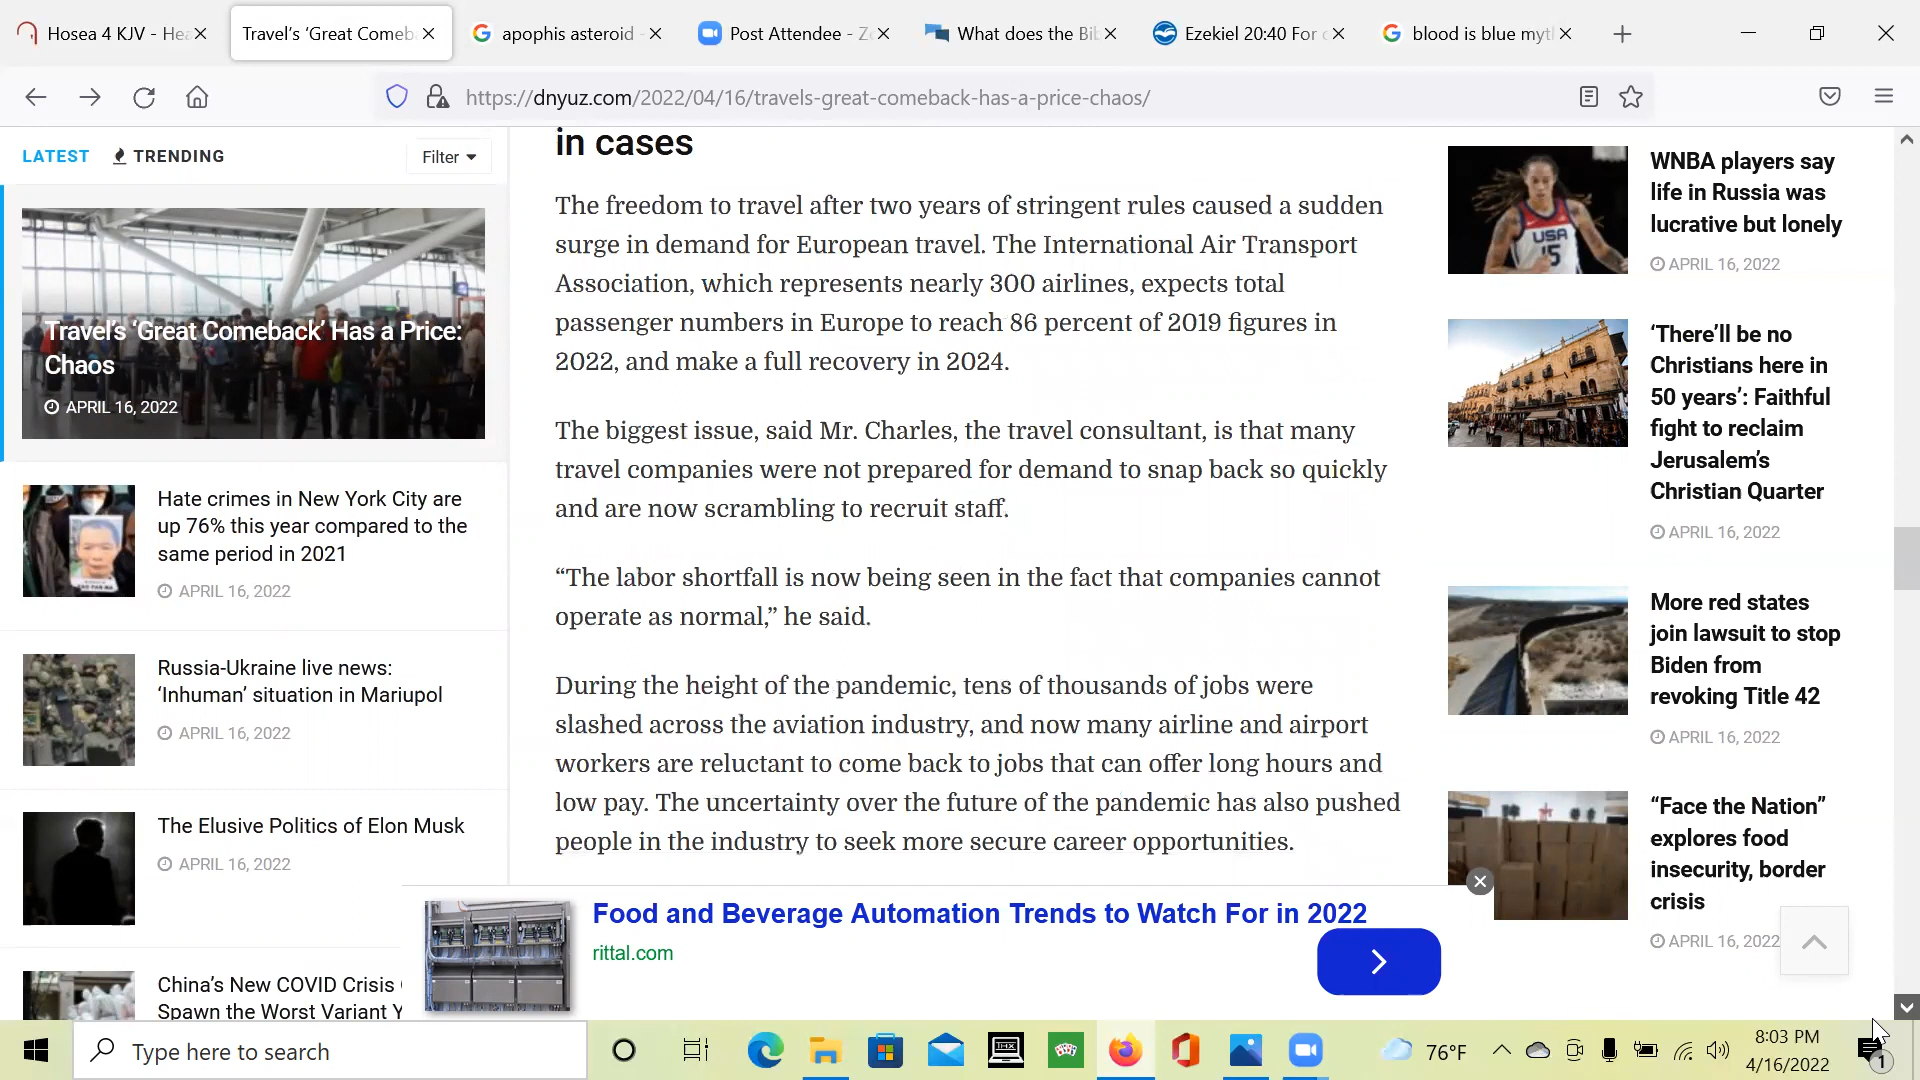 Hosea 4 KJV - Hea
Travel's ‘Great Comeb
apophis asteroid -
Post Attendee - Zo
What does the Bib
Ezekiel 20:40 For o
blood is blue myth
https://dnyuz.com/2022/04/16/travels-great-comeback-has-a-price-chaos/
LATEST
TRENDING
Filter
Travel's ‘Great Comeback’ Has a Price:
Chaos
APRIL 16, 2022
Hate crimes in New York City are
up 76% this year compared to the
same period in 2021
APRIL 16, 2022
Russia-Ukraine live news:
‘Inhuman’ situation in Mariupol
APRIL 16, 2022
The Elusive Politics of Elon Musk
APRIL 16, 2022
China's New COVID Crisis
Spawn the Worst Variant Y
in cases
The freedom to travel after two years of stringent rules caused a sudden
surge in demand for European travel. The International Air Transport
Association, which represents nearly 300 airlines, expects total
passenger numbers in Europe to reach 86 percent of 2019 figures in
2022, and make a full recovery in 2024.
The biggest issue, said Mr. Charles, the travel consultant, is that many
travel companies were not prepared for demand to snap back so quickly
and are now scrambling to recruit staff.
“The labor shortfall is now being seen in the fact that companies cannot
operate as normal,” he said.
During the height of the pandemic, tens of thousands of jobs were
slashed across the aviation industry, and now many airline and airport
workers are reluctant to come back to jobs that can offer long hours and
low pay. The uncertainty over the future of the pandemic has also pushed
people in the industry to seek more secure career opportunities.
Food and Beverage Automation Trends to Watch For in 2022
rittal.com
WNBA players say
life in Russia was
lucrative but lonely
APRIL 16, 2022
USA
15
‘There'll be no
Christians here in
50 years’: Faithful
fight to reclaim
Jerusalem's
Christian Quarter
APRIL 16, 2022
More red states
join lawsuit to stop
Biden from
revoking Title 42
APRIL 16, 2022
“Face the Nation”
explores food
insecurity, border
crisis
APRIL 16, 2022
Type here to search
76°F
8:03 PM
4/16/2022
1